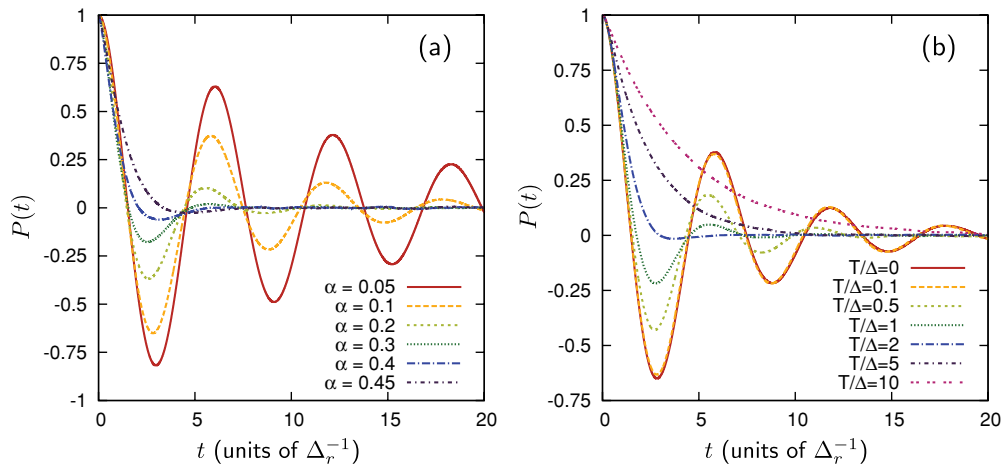 (a)
P(t)
1
0.75
0.5
0.25
0
-0.25
-0.5
-0.75
-1
α = 0.05
α = 0.1
α = 0.2
α = 0.3
α = 0.4
α = 0.45
0 5 10 15 20
t (units of Δ_r^{-1})
(b)
P(t)
1
0.75
0.5
0.25
0
-0.25
-0.5
-0.75
T/Δ=0
T/Δ=0.1
T/Δ=0.5
T/Δ=1
T/Δ=2
T/Δ=5
T/Δ=10
0 5 10 15 20
t (units of Δ_r^{-1})